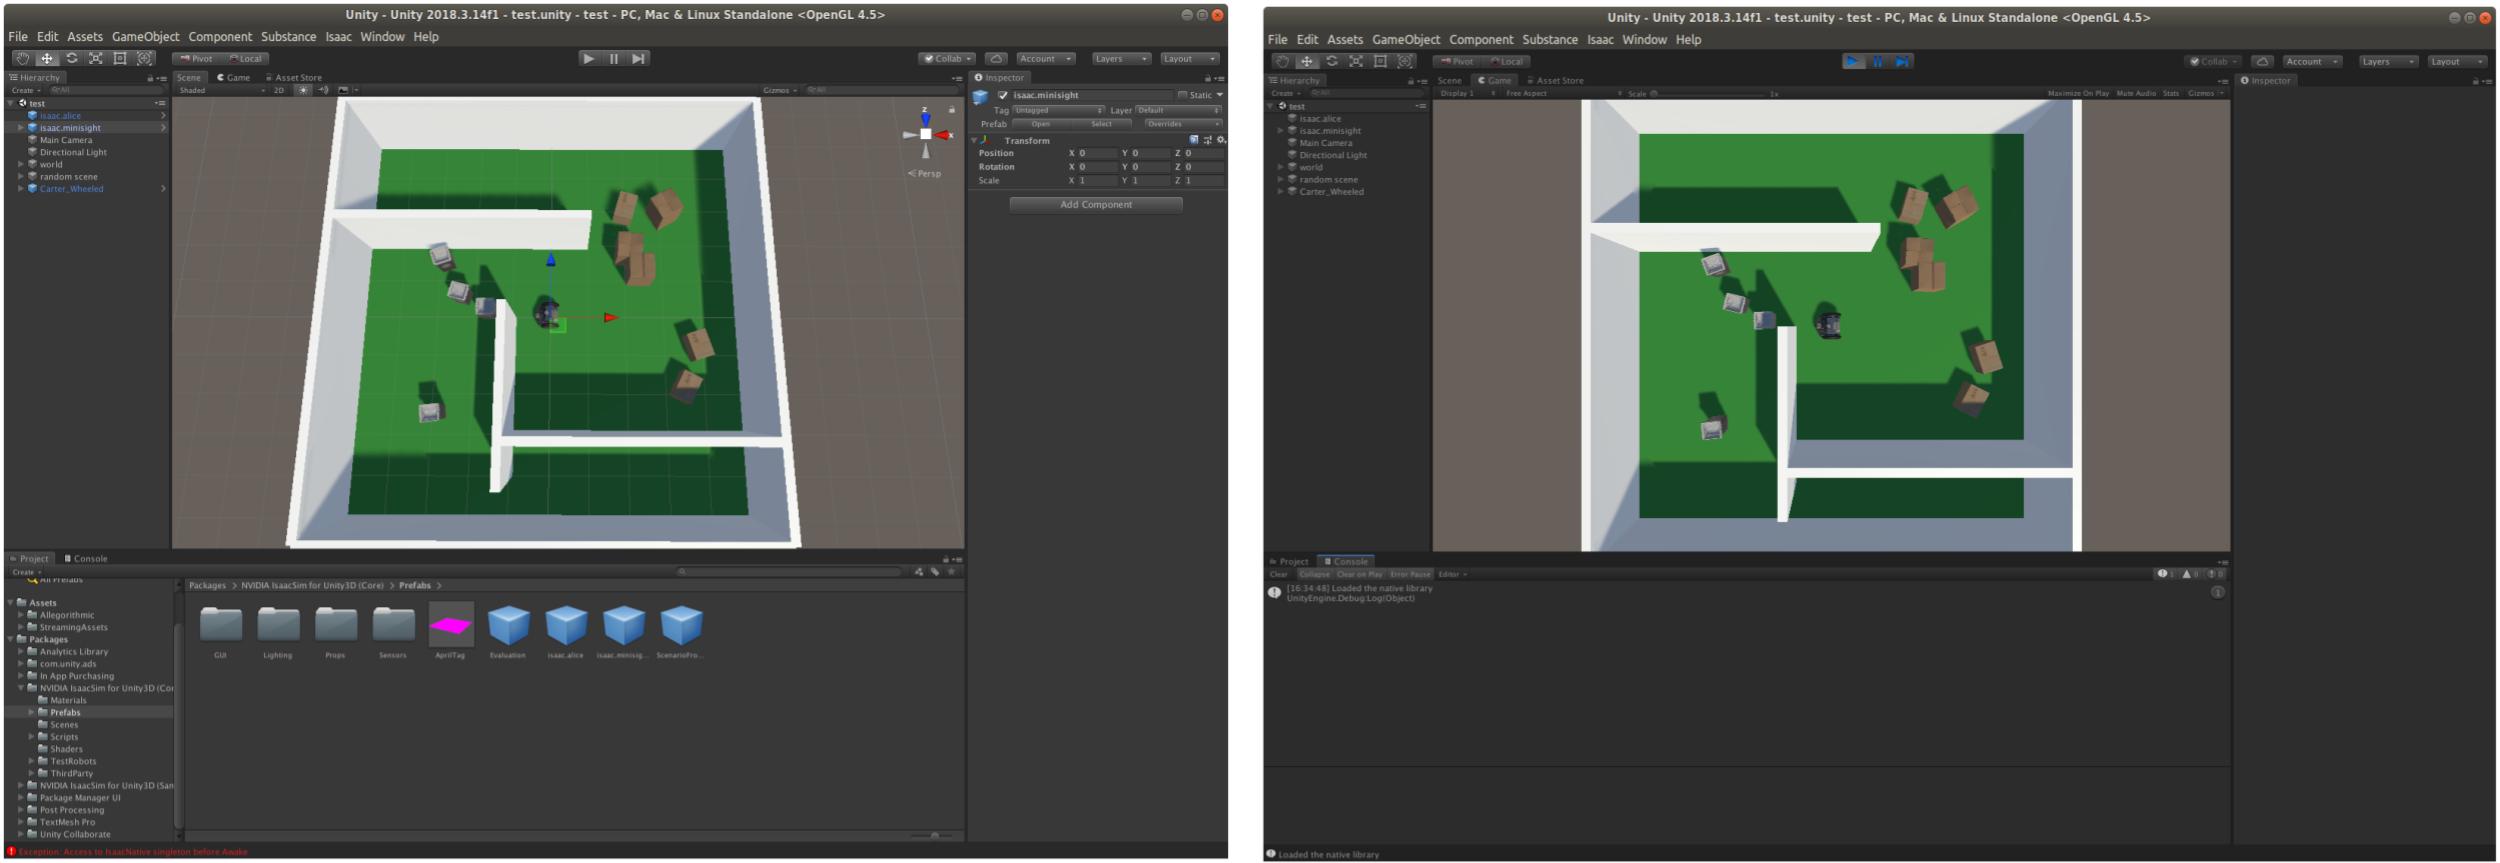 Unity - Unity 2018.3.14f1 - test.unity - test - PC, Mac & Linux Standalone <OpenGL 4.5>
File Edit Assets GameObject Component Substance Isaac Window Help
Pivot Local
Collab Account Layers Layout
Hierarchy
Create All
test
isaac.alice
isaac.minisight
Main Camera
Directional Light
world
random scene
Carter_Wheeled
Scene Game Asset Store
Shaded 2D Gizmos All
z
x
Persp
Inspector
isaac.minisight Static
Tag Untagged Layer Default
Prefab Open Select Overrides
Transform
Position X 0 Y 0 Z 0
Rotation X 0 Y 0 Z 0
Scale X 1 Y 1 Z 1
Add Component
Project Console
Create
All Prefabs
Assets
Allegorithmic
StreamingAssets
Packages
Analytics Library
com.unity.ads
In App Purchasing
NVIDIA IsaacSim for Unity3D (Cor
Materials
Prefabs
Scenes
Scripts
Shaders
TestRobots
ThirdParty
NVIDIA IsaacSim for Unity3D (Sam
Package Manager UI
Post Processing
TextMesh Pro
Unity Collaborate
Packages > NVIDIA IsaacSim for Unity3D (Core) > Prefabs >
GUI Lighting Props Sensors AprilTag Evaluation isaac.alice isaac.minisig... ScenarioFro...
Exception: Access to IsaacNative singleton before Awake
Unity - Unity 2018.3.14f1 - test.unity - test - PC, Mac & Linux Standalone <OpenGL 4.5>
File Edit Assets GameObject Component Substance Isaac Window Help
Pivot Local
Collab Account Layers Layout
Hierarchy
Create All
test
isaac.alice
isaac.minisight
Main Camera
Directional Light
world
random scene
Carter_Wheeled
Scene Game Asset Store
Display 1 Free Aspect Scale 1x Maximize On Play Mute Audio Stats Gizmos
Inspector
Project Console
Clear Collapse Clear on Play Error Pause Editor 1 0 0
[16:34:48] Loaded the native library
UnityEngine.Debug:Log(Object)
1
Loaded the native library